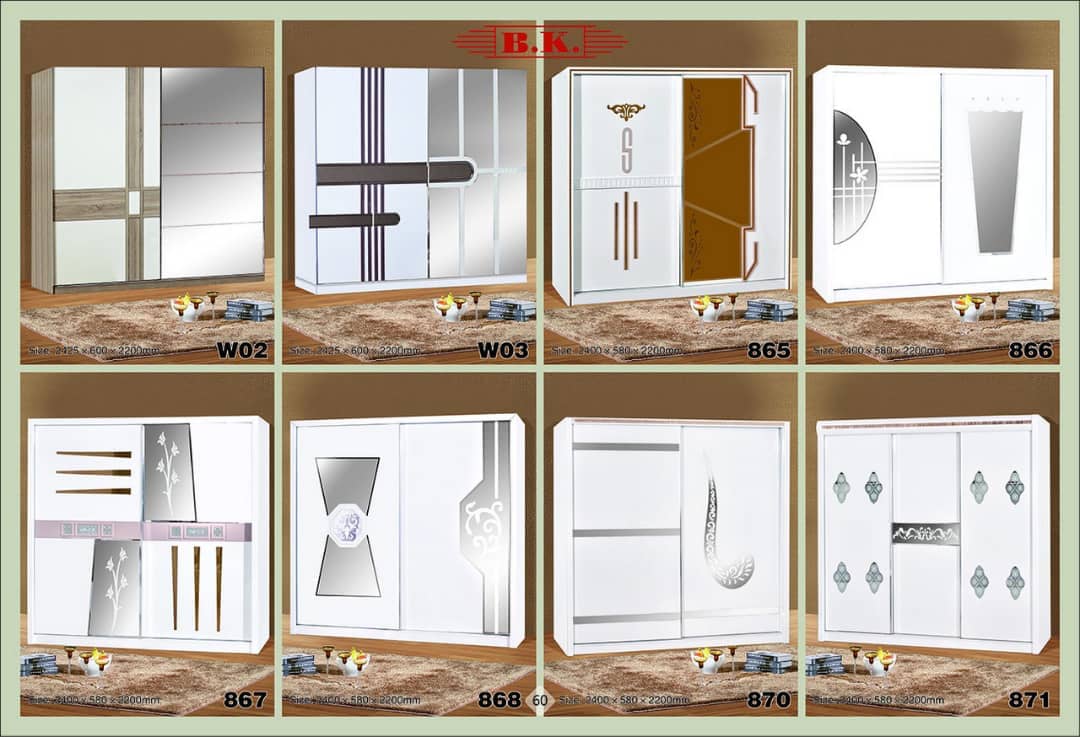 B.K.
Size : 2425 × 600 × 2200mm W02
Size : 2425 × 600 × 2200mm W03
Size : 2400 × 580 × 2200mm 865
Size : 2400 × 580 × 2200mm 866
Size : 2400 × 580 × 2200mm 867
Size : 2400 × 580 × 2200mm 868
60
Size : 2400 × 580 × 2200mm 870
Size : 2400 × 580 × 2200mm 871